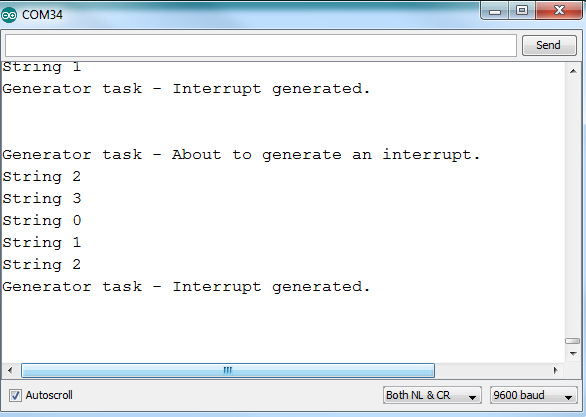 COM34
Send
String 1
Generator task - Interrupt generated.
Generator task - About to generate an interrupt.
String 2
String 3
String 0
String 1
String 2
Generator task - Interrupt generated.
Autoscroll
Both NL & CR
9600 baud